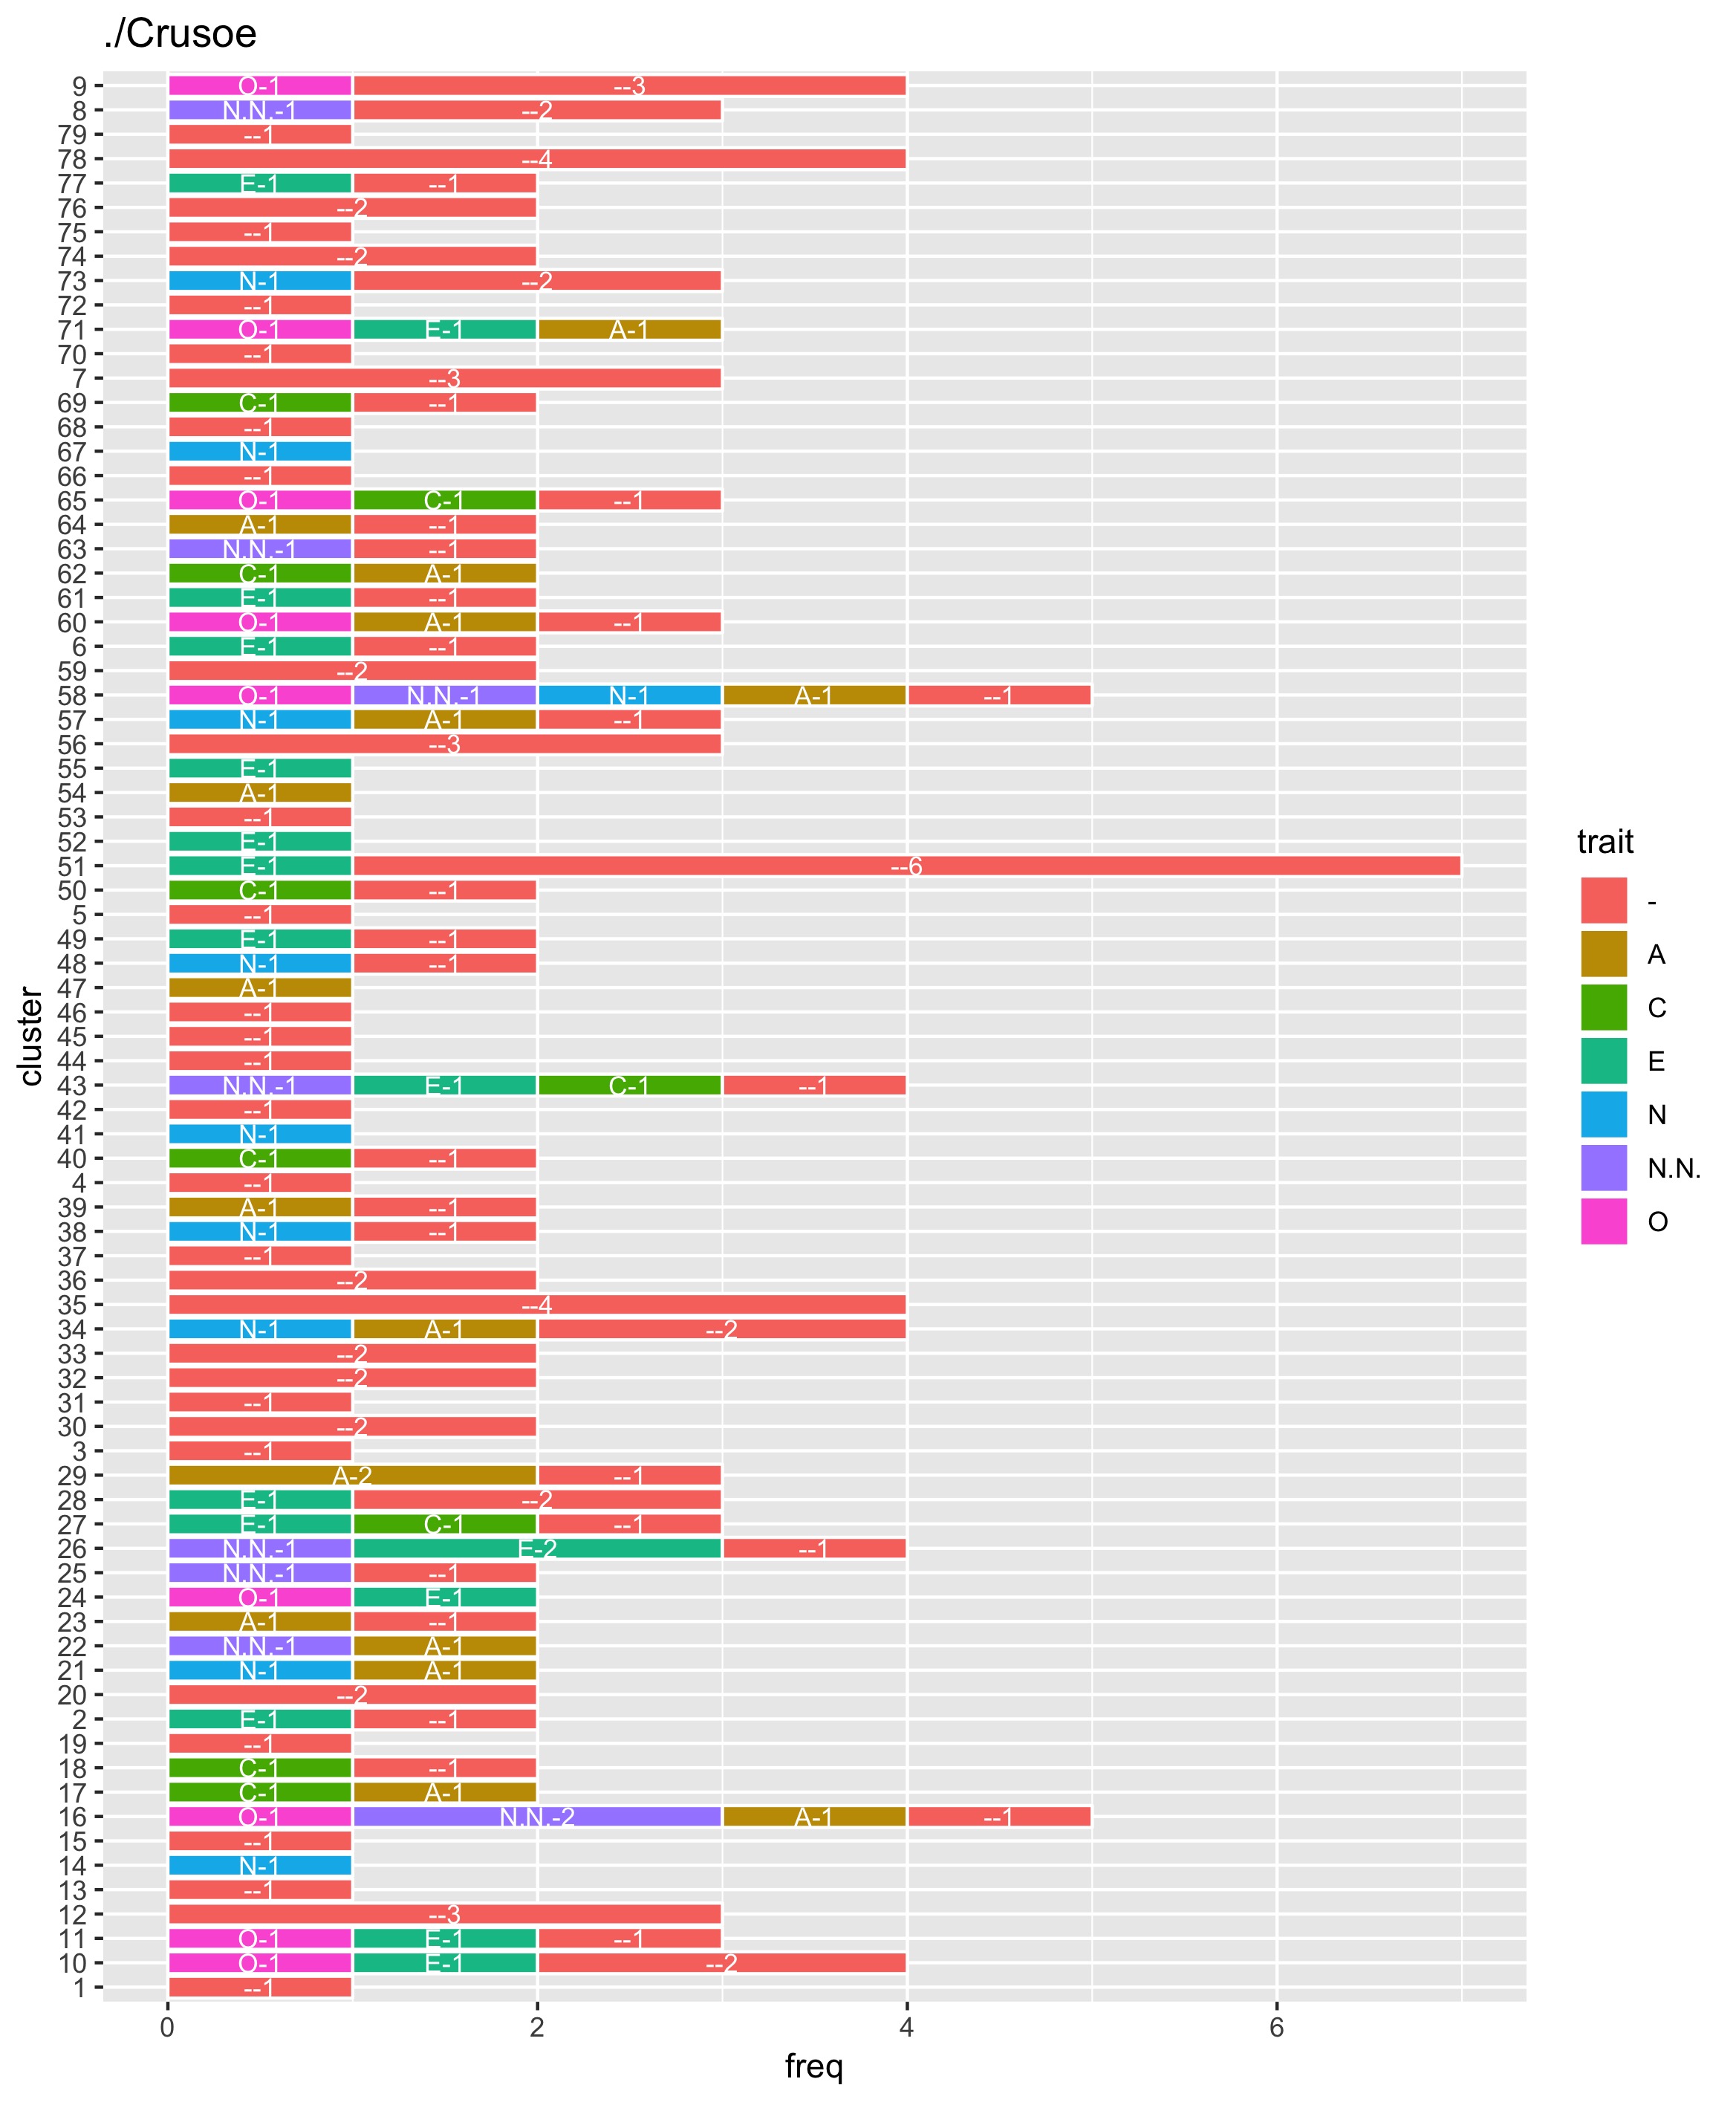 ./Crusoe
9 O-1 --3
8 N.N.-1 --2
79 --1
78 --4
77 E-1 --1
76 --2
75 --1
74 --2
73 N-1 --2
72 --1
71 O-1 E-1 A-1
70 --1
7 --3
69 C-1 --1
68 --1
67 N-1
66 --1
65 O-1 C-1 --1
64 A-1 --1
63 N.N.-1 --1
62 C-1 A-1
61 E-1 --1
60 O-1 A-1 --1
6 E-1 --1
59 --2
58 O-1 N.N.-1 N-1 A-1 --1
57 N-1 A-1 --1
56 --3
55 E-1
54 A-1
53 --1
52 E-1
51 E-1 --6
50 C-1 --1
5 --1
49 E-1 --1
48 N-1 --1
47 A-1
46 --1
45 --1
44 --1
43 N.N.-1 E-1 C-1 --1
42 --1
41 N-1
40 C-1 --1
4 --1
39 A-1 --1
38 N-1 --1
37 --1
36 --2
35 --4
34 N-1 A-1 --2
33 --2
32 --2
31 --1
30 --2
3 --1
29 A-2 --1
28 E-1 --2
27 E-1 C-1 --1
26 N.N.-1 E-2 --1
25 N.N.-1 --1
24 O-1 E-1
23 A-1 --1
22 N.N.-1 A-1
21 N-1 A-1
20 --2
2 E-1 --1
19 --1
18 C-1 --1
17 C-1 A-1
16 O-1 N.N.-2 A-1 --1
15 --1
14 N-1
13 --1
12 --3
11 O-1 E-1 --1
10 O-1 E-1 --2
1 --1
0 2 4 6
freq
cluster
trait
-
A
C
E
N
N.N.
O